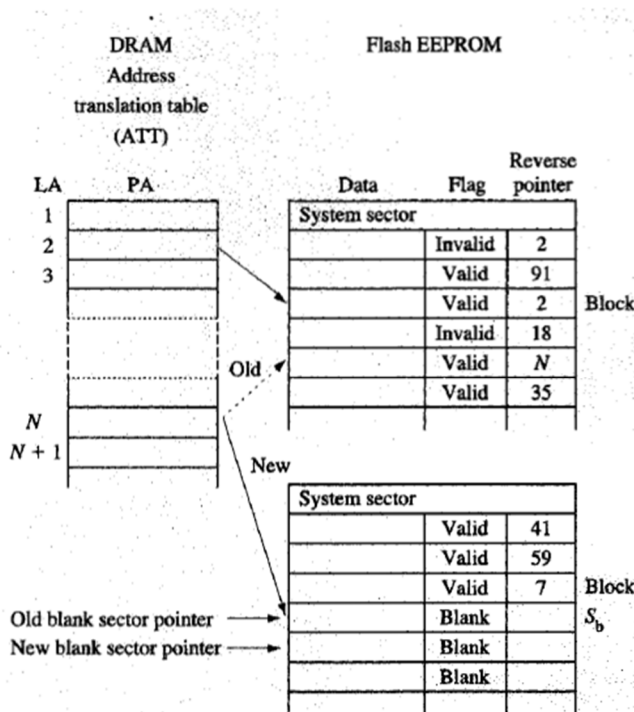 DRAM
Address
translation table
(ATT)
Flash EEPROM
LA PA
Data Flag Reverse pointer
1
2
3
N
N + 1
Old
New
System sector
Invalid 2
Valid 91
Valid 2 Block
Invalid 18
Valid N
Valid 35
System sector
Valid 41
Valid 59
Valid 7 Block
Old blank sector pointer Blank Sb
New blank sector pointer Blank
Blank